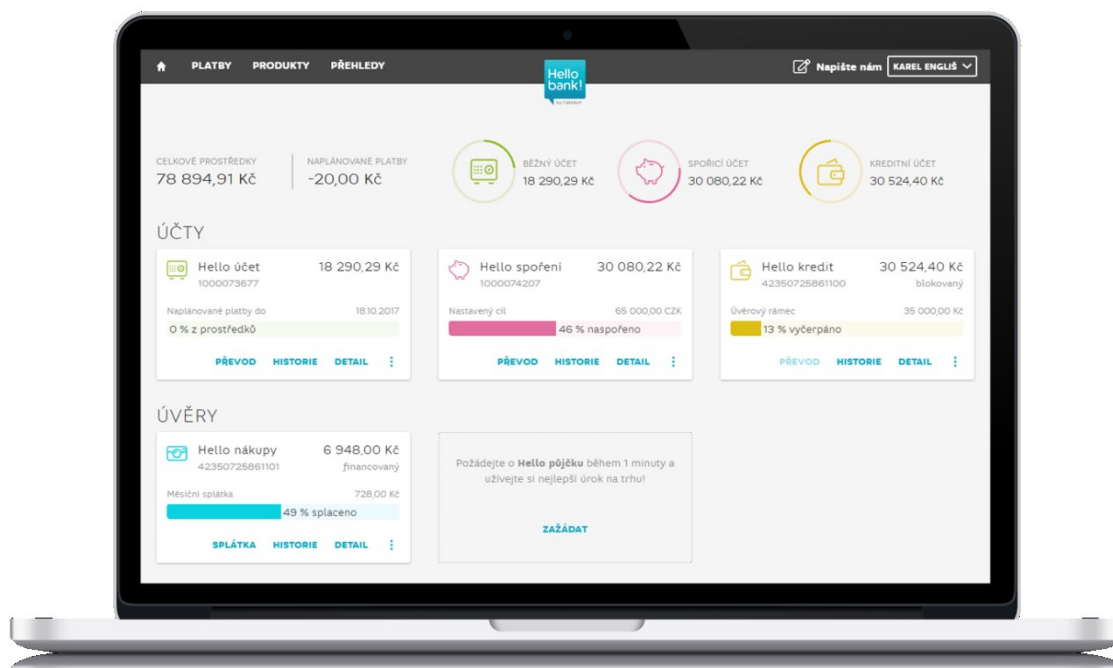 PLATBY PRODUKTY PŘEHLEDY
Napište nám KAREL ENGLIŠ
Hello
bank!
by Cetelem
CELKOVÉ PROSTŘEDKY
78 894,91 Kč
NAPLÁNOVANÉ PLATBY
-20,00 Kč
BĚŽNÝ ÚČET
18 290,29 Kč
SPOŘICÍ ÚČET
30 080,22 Kč
KREDITNÍ ÚČET
30 524,40 Kč
ÚČTY
Hello účet 18 290,29 Kč
1000073677
Naplánované platby do 18.10.2017
0 % z prostředků
PŘEVOD HISTORIE DETAIL
Hello spoření 30 080,22 Kč
1000074207
Nastavený cíl 65 000,00 CZK
46 % naspořeno
PŘEVOD HISTORIE DETAIL
Hello kredit 30 524,40 Kč
42350725861100 blokovaný
Úvěrový rámec 35 000,00 Kč
13 % vyčerpáno
PŘEVOD HISTORIE DETAIL
ÚVĚRY
Hello nákupy 6 948,00 Kč
42350725861101 financovaný
Měsíční splátka 728,00 Kč
49 % splaceno
SPLÁTKA HISTORIE DETAIL
Požádejte o Hello půjčku během 1 minuty a
užívejte si nejlepší úrok na trhu!
ZAŽÁDAT